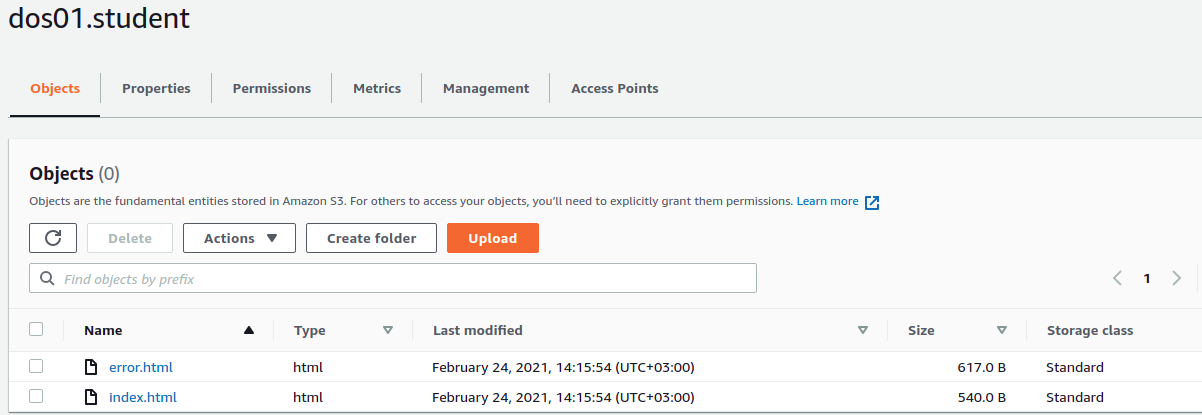 dos01.student
Objects Properties Permissions Metrics Management Access Points
Objects (0)
Objects are the fundamental entities stored in Amazon S3. For others to access your objects, you’ll need to explicitly grant them permissions. Learn more
Delete Actions Create folder Upload
Find objects by prefix 1
Name Type Last modified Size Storage class
error.html html February 24, 2021, 14:15:54 (UTC+03:00) 617.0 B Standard
index.html html February 24, 2021, 14:15:54 (UTC+03:00) 540.0 B Standard